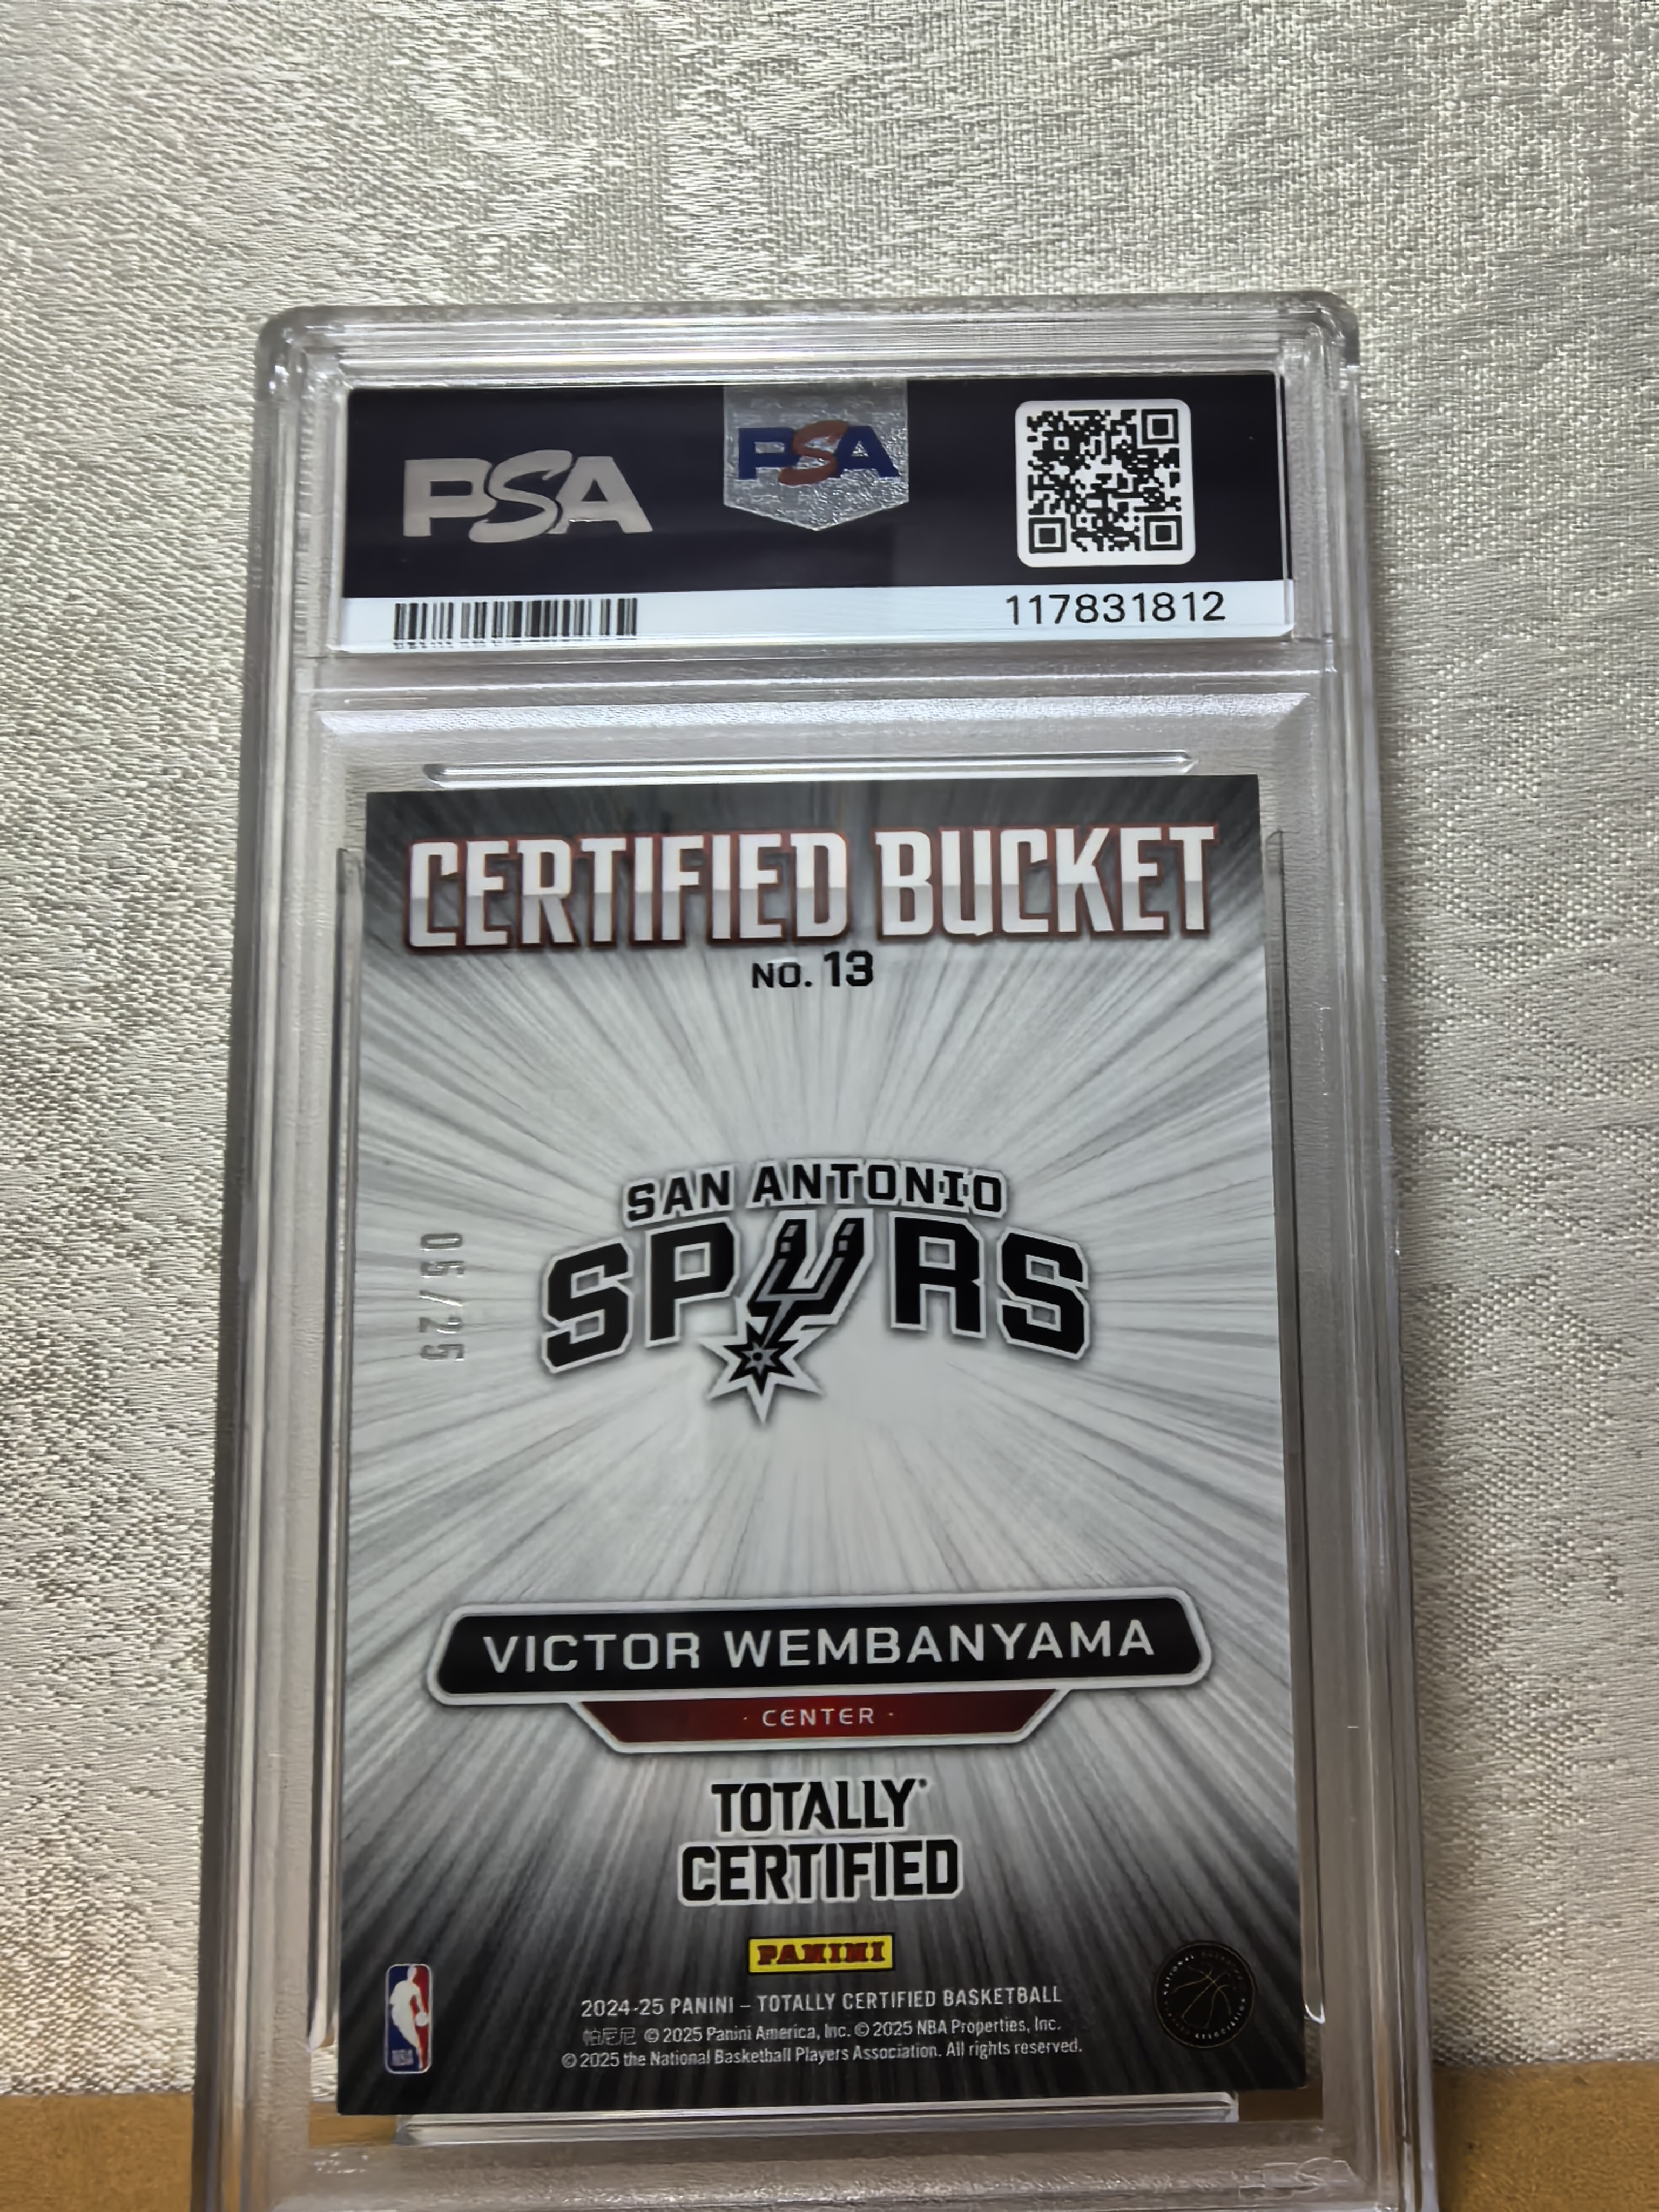 PSA
PSA
117831812
CERTIFIED BUCKET
NO. 13
SAN ANTONIO
SPURS
05/25
VICTOR WEMBANYAMA
· CENTER ·
TOTALLY
CERTIFIED
PANINI
2024-25 PANINI – TOTALLY CERTIFIED BASKETBALL
帕尼尼 © 2025 Panini America, Inc. © 2025 NBA Properties, Inc.
© 2025 the National Basketball Players Association. All rights reserved.
NBA